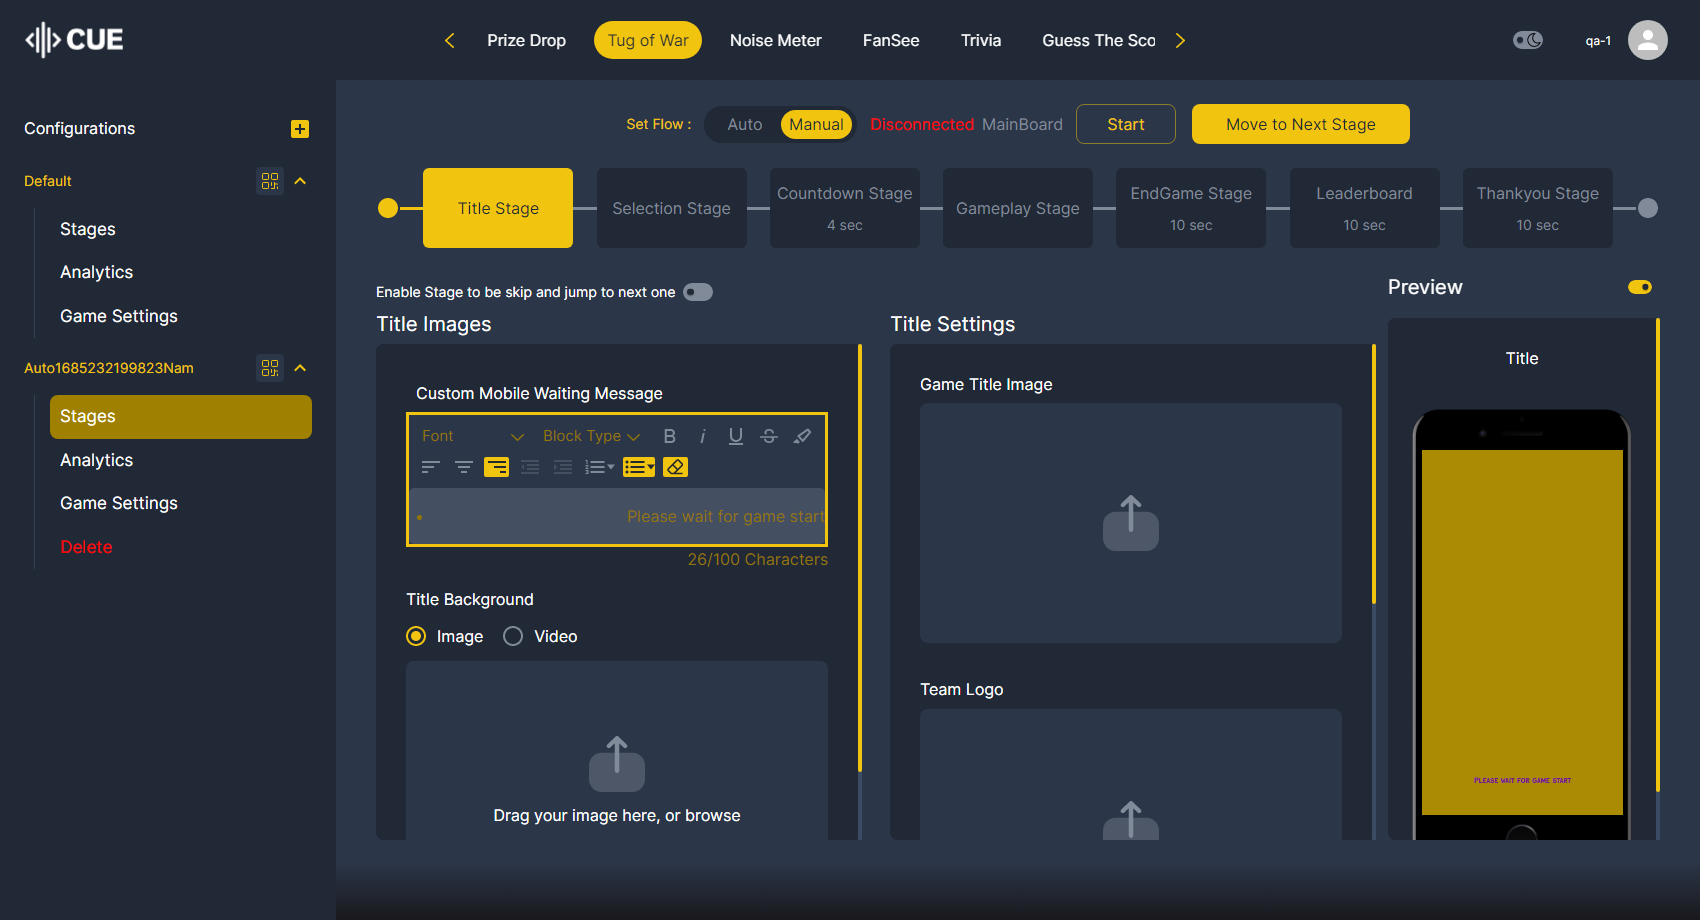 CUE
Prize Drop
Tug of War
Noise Meter
FanSee
Trivia
Guess The Sco
qa-1
Configurations
Default
Stages
Analytics
Game Settings
Auto1685232199823Nam
Stages
Analytics
Game Settings
Delete
Set Flow :
Auto
Manual
Disconnected MainBoard
Start
Move to Next Stage
Title Stage
Selection Stage
Countdown Stage
4 sec
Gameplay Stage
EndGame Stage
10 sec
Leaderboard
10 sec
Thankyou Stage
10 sec
Enable Stage to be skip and jump to next one
Title Images
Custom Mobile Waiting Message
Font
Block Type
B i U S
• Please wait for game start
26/100 Characters
Title Background
Image
Video
Drag your image here, or browse
Title Settings
Game Title Image
Team Logo
Preview
Title
Please wait for game start